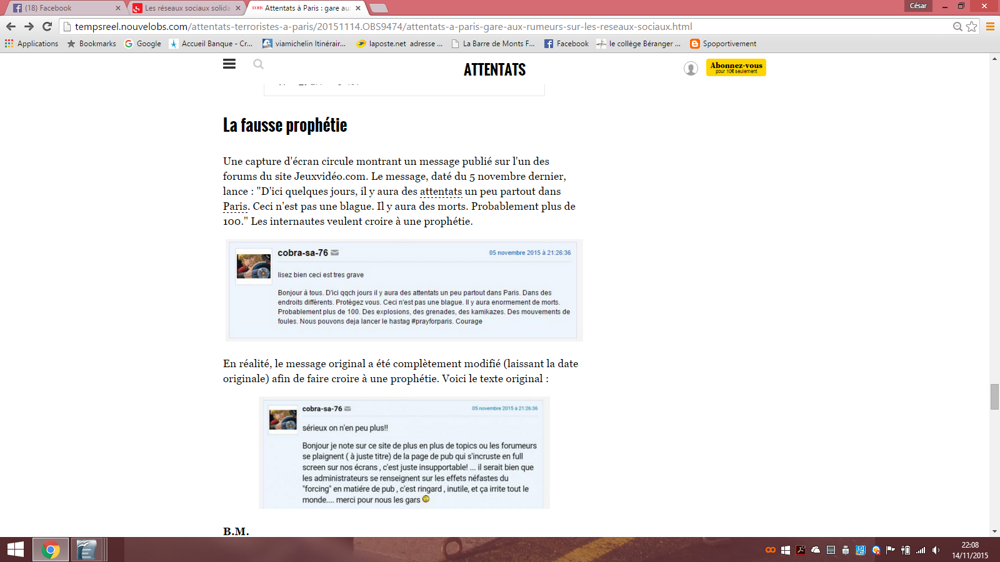 (18) Facebook
Les réseaux sociaux solida
L'OBS Attentats à Paris : gare aux
César
tempsreel.nouvelobs.com/attentats-terroristes-a-paris/20151114.OBS9474/attentats-a-paris-gare-aux-rumeurs-sur-les-reseaux-sociaux.html
Applications Bookmarks Google Accueil Banque - Cr... viamichelin Itinérair... laposte.net adresse ... La Barre de Monts F... Facebook le collège Béranger ... Spoportivement
ATTENTATS
Abonnez-vous
pour 10€ seulement
La fausse prophétie
Une capture d'écran circule montrant un message publié sur l'un des
forums du site Jeuxvidéo.com. Le message, daté du 5 novembre dernier,
lance : "D'ici quelques jours, il y aura des attentats un peu partout dans
Paris. Ceci n'est pas une blague. Il y aura des morts. Probablement plus de
100." Les internautes veulent croire à une prophétie.
cobra-sa-76
05 novembre 2015 à 21:26:36
lisez bien ceci est tres grave
Bonjour à tous. D'ici qqch jours il y aura des attentats un peu partout dans Paris. Dans des
endroits différents. Protégez vous. Ceci n'est pas une blague. Il y aura enormement de morts.
Probablement plus de 100. Des explosions, des grenades, des kamikazes. Des mouvements de
foules. Nous pouvons deja lancer le hastag #prayforparis. Courage
En réalité, le message original a été complètement modifié (laissant la date
originale) afin de faire croire à une prophétie. Voici le texte original :
cobra-sa-76
05 novembre 2015 à 21:26:36
sérieux on n'en peu plus!!
Bonjour je note sur ce site de plus en plus de topics ou les forumeurs
se plaignent ( à juste titre) de la page de pub qui s'incruste en full
screen sur nos écrans , c'est juste insupportable! ... il serait bien que
les administrateurs se renseignent sur les effets néfastes du
"forcing" en matiére de pub , c'est ringard , inutile, et ça irrite tout le
monde.... merci pour nous les gars
B.M.
22:08
14/11/2015